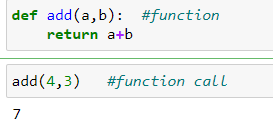 def add(a,b):  #function
    return a+b
add(4,3)   #function call
7